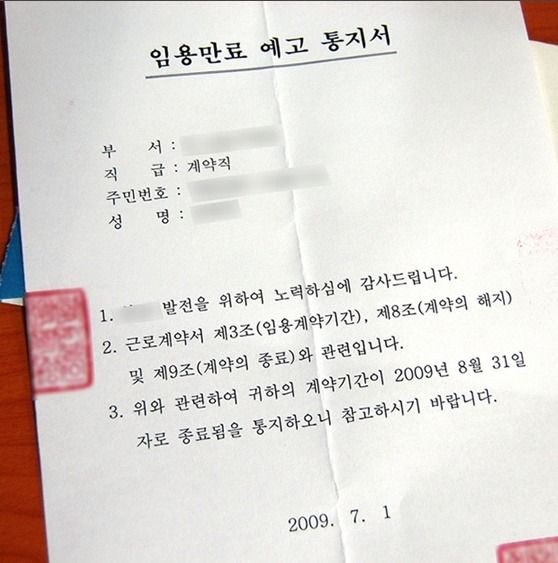 임용만료 예고 통지서
부 서 :
직 급 : 계약직
주민번호 :
성 명 :
1. 발전을 위하여 노력하심에 감사드립니다.
2. 근로계약서 제3조(임용계약기간), 제8조(계약의 해지)
및 제9조(계약의 종료)와 관련입니다.
3. 위와 관련하여 귀하의 계약기간이 2009년 8월 31일
자로 종료됨을 통지하오니 참고하시기 바랍니다.
2009. 7. 1